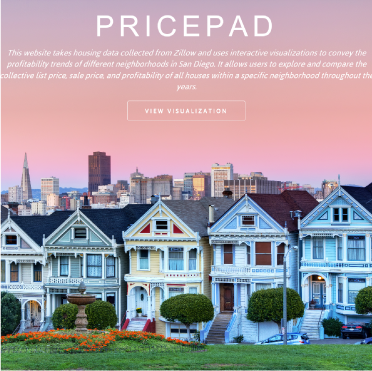 PRICEPAD
This website takes housing data collected from Zillow and uses interactive visualizations to convey the
profitability trends of different neighborhoods in San Diego. It allows users to explore and compare the
collective list price, sale price, and profitability of all houses within a specific neighborhood throughout the
years.
VIEW VISUALIZATION